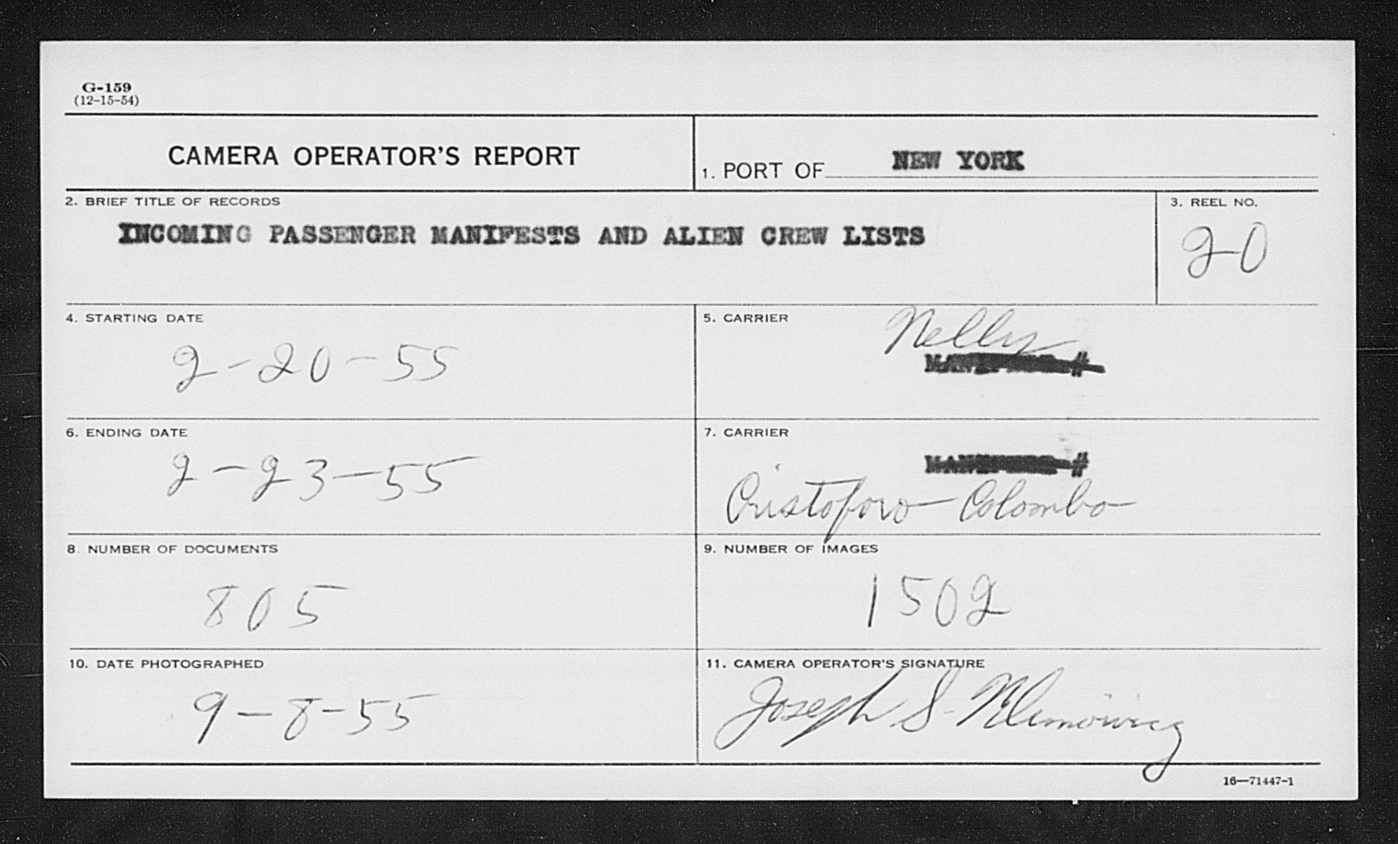 G-159
(12-15-54)
CAMERA OPERATOR'S REPORT
1. PORT OF NEW YORK
2. BRIEF TITLE OF RECORDS
INCOMING PASSENGER MANIFESTS AND ALIEN CREW LISTS
3. REEL NO.
20
4. STARTING DATE
2-20-55
5. CARRIER
Nelly
6. ENDING DATE
2-23-55
7. CARRIER
Cristoforo Colombo
8. NUMBER OF DOCUMENTS
805
9. NUMBER OF IMAGES
1502
10. DATE PHOTOGRAPHED
9-8-55
11. CAMERA OPERATOR'S SIGNATURE
Joseph S.
16—71447-1